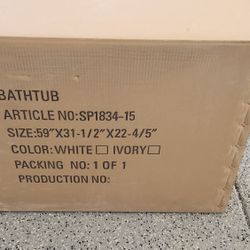 BATHTUB
ARTICLE NO:SP1834-15
SIZE:59"X31-1/2"X22-4/5"
COLOR:WHITE☐ IVORY☐
PACKING NO:1 OF 1
PRODUCTION NO: